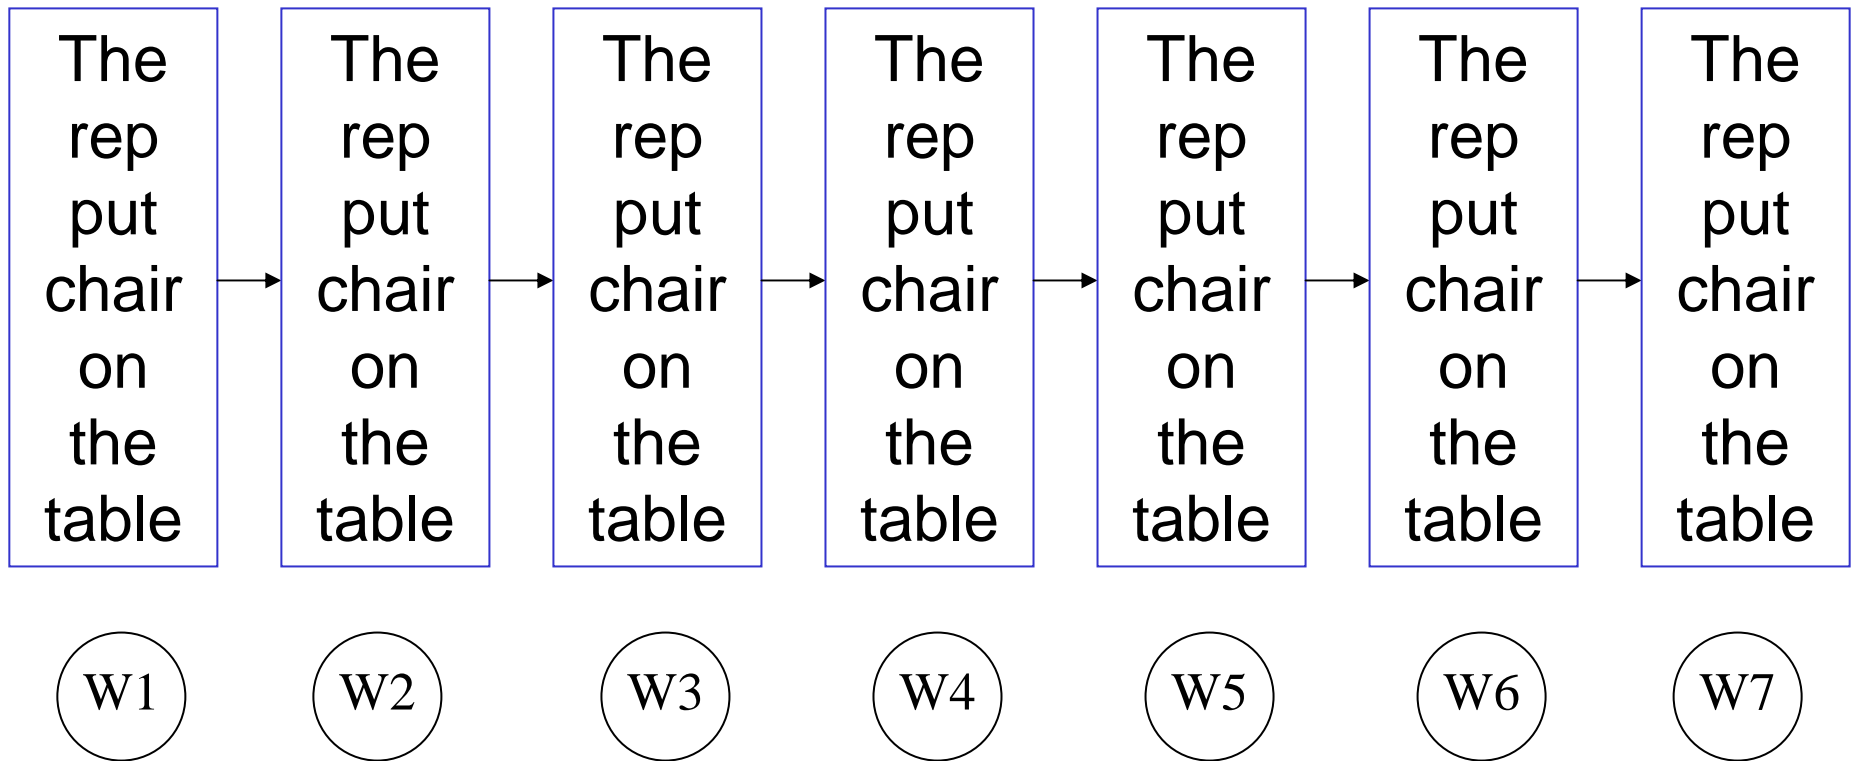 The
rep
put
chair
on
the
table
The
rep
put
chair
on
the
table
The
rep
put
chair
on
the
table
The
rep
put
chair
on
the
table
The
rep
put
chair
on
the
table
The
rep
put
chair
on
the
table
The
rep
put
chair
on
the
table
W1
W2
W3
W4
W5
W6
W7